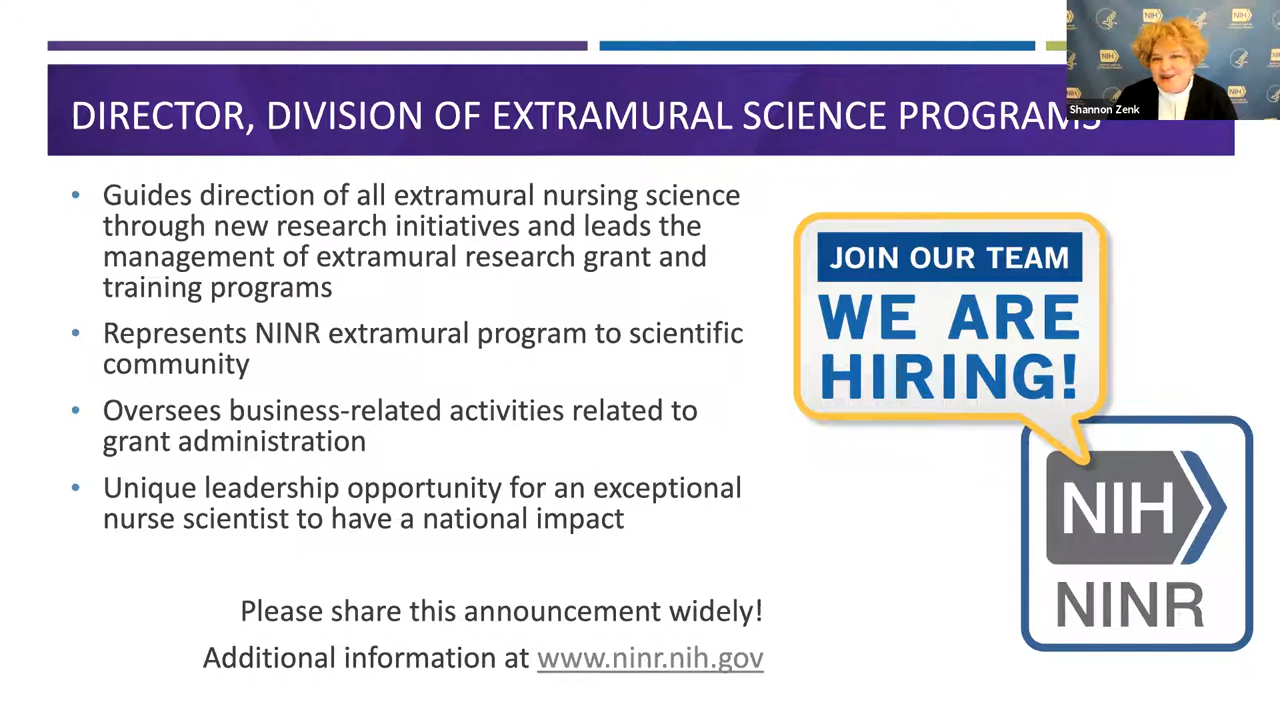 DIRECTOR, DIVISION OF EXTRAMURAL SCIENCE PROGRAMS
NIH
Shannon Zenk
• Guides direction of all extramural nursing science
through new research initiatives and leads the
management of extramural research grant and
training programs
• Represents NINR extramural program to scientific
community
• Oversees business-related activities related to
grant administration
• Unique leadership opportunity for an exceptional
nurse scientist to have a national impact
Please share this announcement widely!
Additional information at www.ninr.nih.gov
JOIN OUR TEAM
WE ARE
HIRING!
NIH
NINR